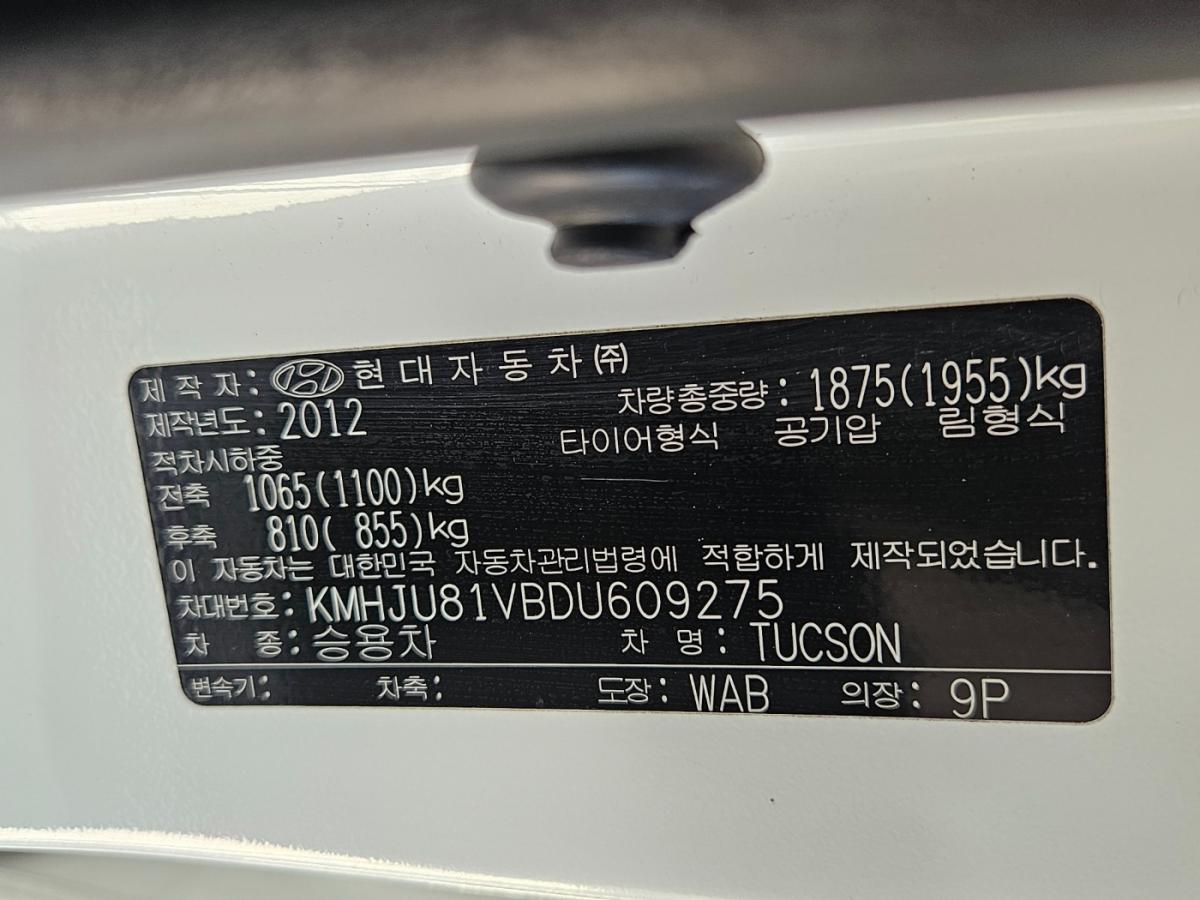 제 작 자: 현 대 자 동 차 ㈜
제작년도: 2012 차량총중량: 1875(1955)kg
적차시하중 타이어형식 공기압 림형식
전축 1065(1100)kg
후축 810( 855)kg
이 자동차는 대한민국 자동차관리법령에 적합하게 제작되었습니다.
차대번호: KMHJU81VBDU609275
차 종: 승용차 차 명: TUCSON
변속기: 차축: 도장: WAB 의장: 9P